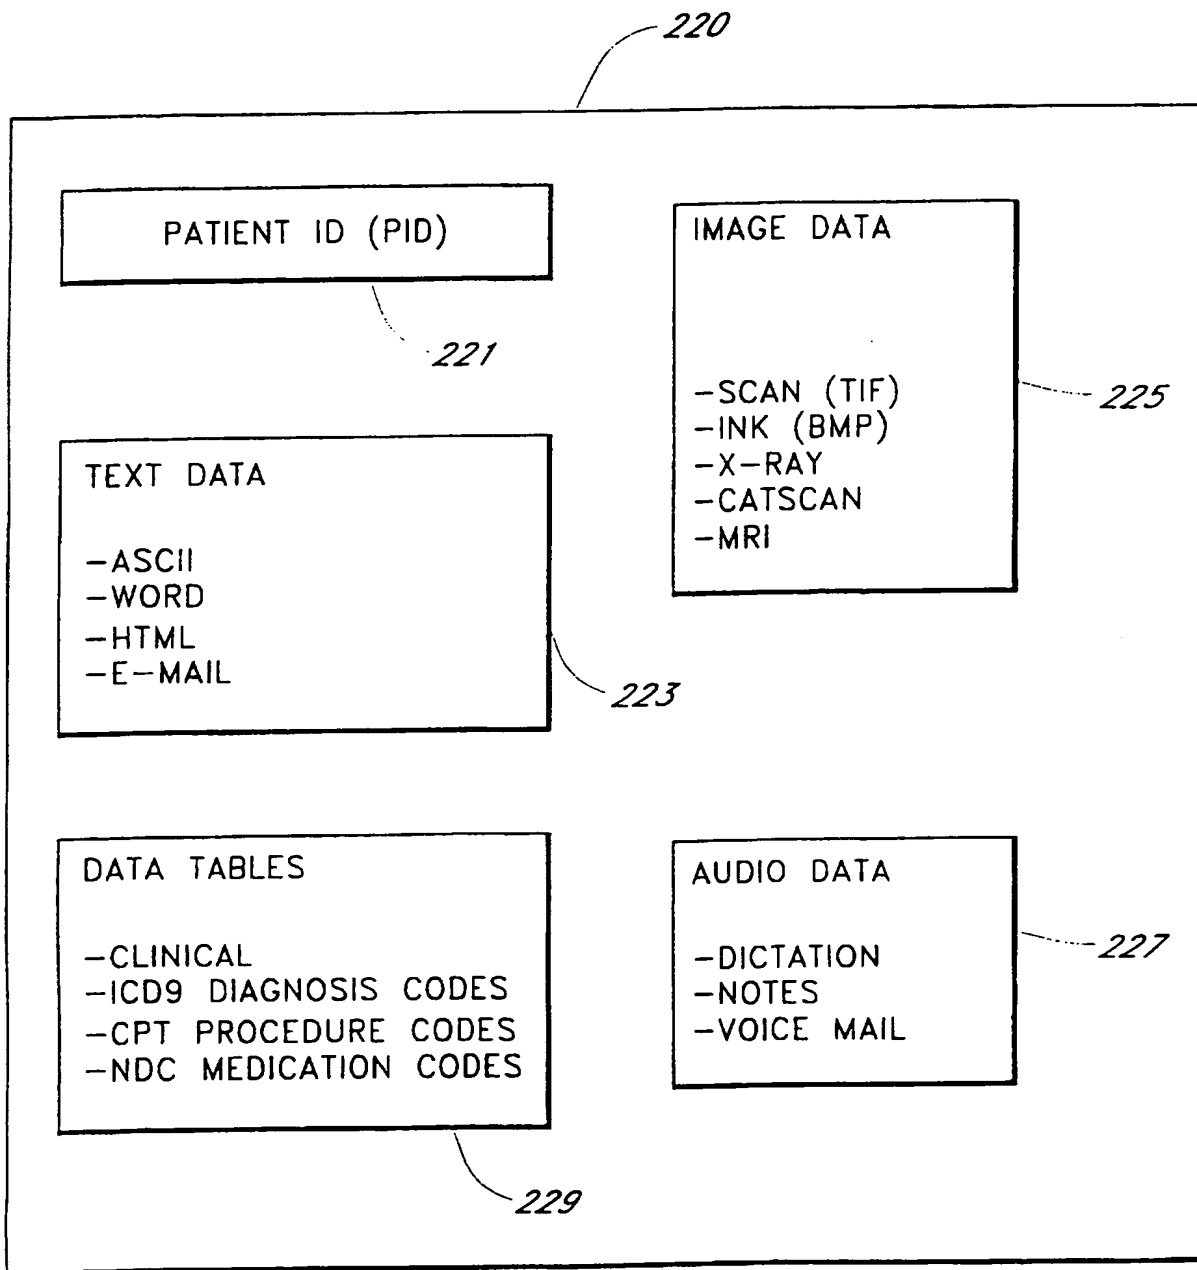 220
PATIENT ID (PID)
221
IMAGE DATA
-SCAN (TIF)
-INK (BMP)
-X-RAY
-CATSCAN
-MRI
225
TEXT DATA
-ASCII
-WORD
-HTML
-E-MAIL
223
DATA TABLES
-CLINICAL
-ICD9 DIAGNOSIS CODES
-CPT PROCEDURE CODES
-NDC MEDICATION CODES
229
AUDIO DATA
-DICTATION
-NOTES
-VOICE MAIL
227